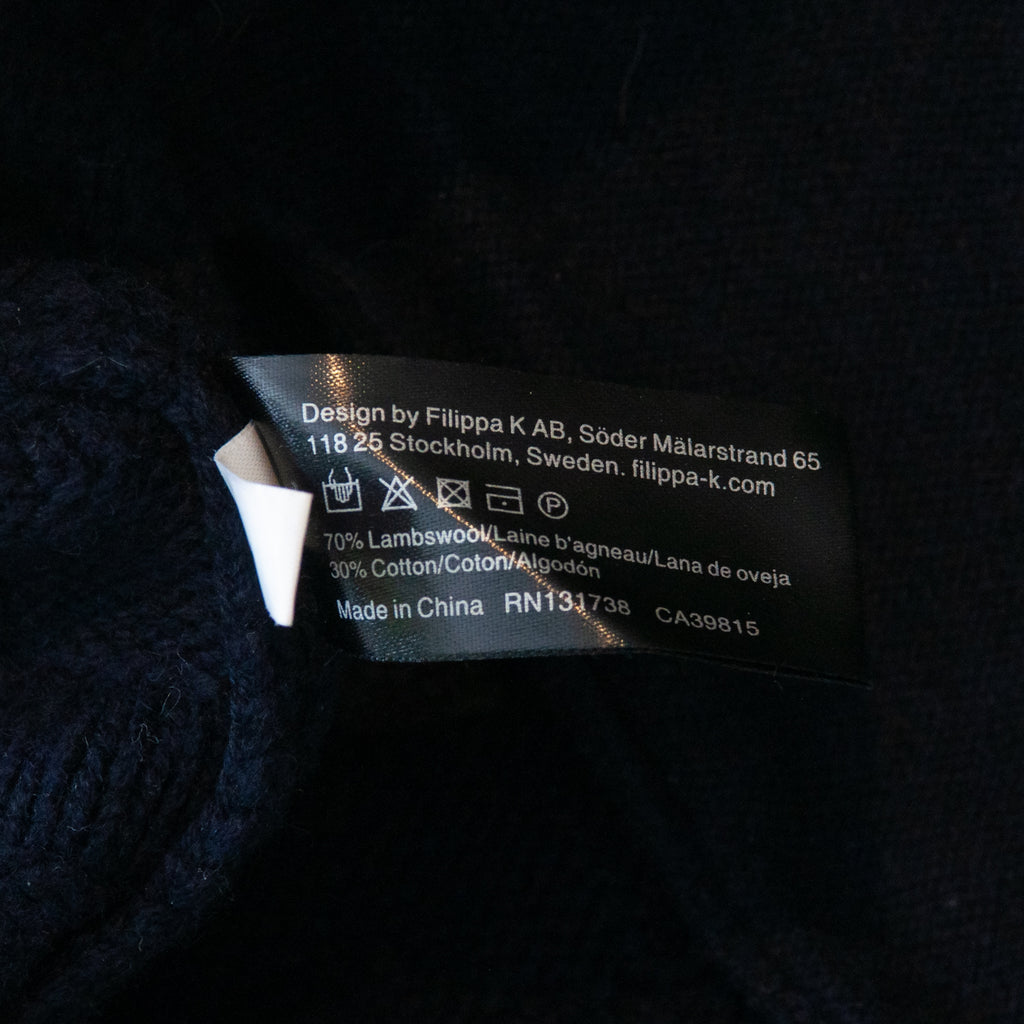 Design by Filippa K AB, Söder Mälarstrand 65
118 25 Stockholm, Sweden. filippa-k.com
P
70% Lambswool/Laine b'agneau/Lana de oveja
30% Cotton/Coton/Algodón
Made in China RN131738 CA39815